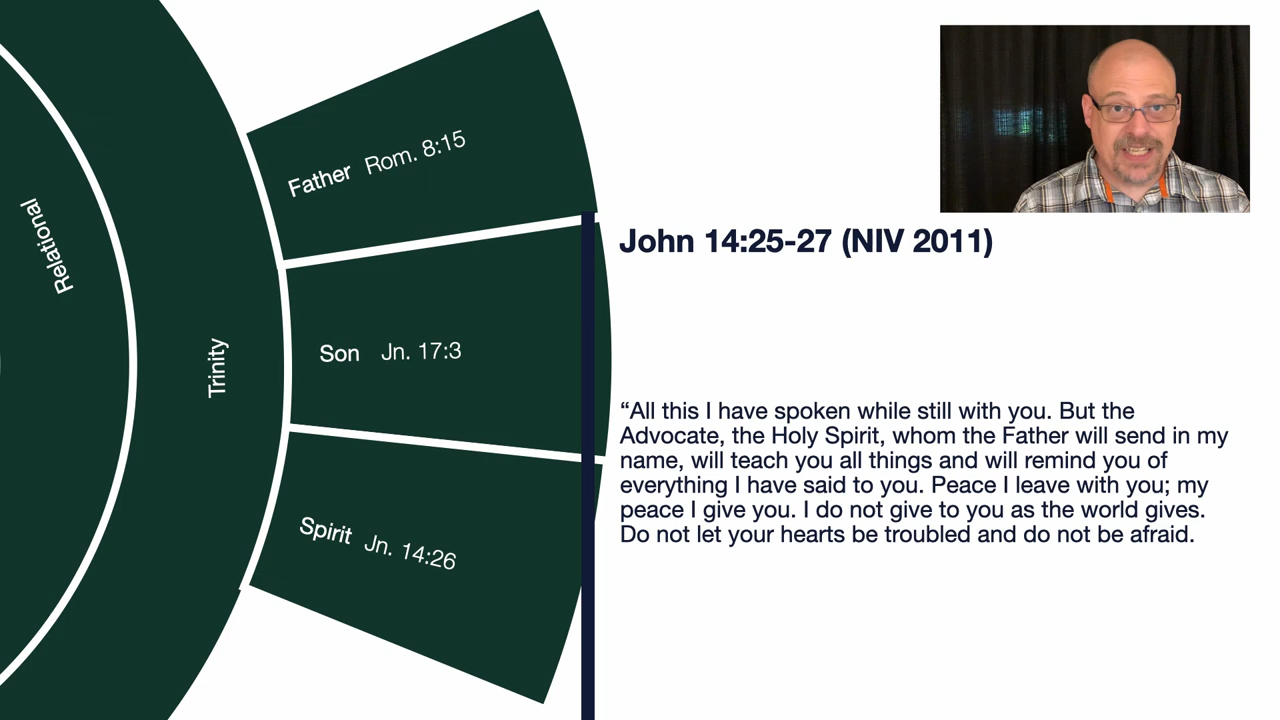 Relational
Trinity
Father Rom. 8:15
Son Jn. 17:3
Spirit Jn. 14:26
John 14:25-27 (NIV 2011)
“All this I have spoken while still with you. But the
Advocate, the Holy Spirit, whom the Father will send in my
name, will teach you all things and will remind you of
everything I have said to you. Peace I leave with you; my
peace I give you. I do not give to you as the world gives.
Do not let your hearts be troubled and do not be afraid.